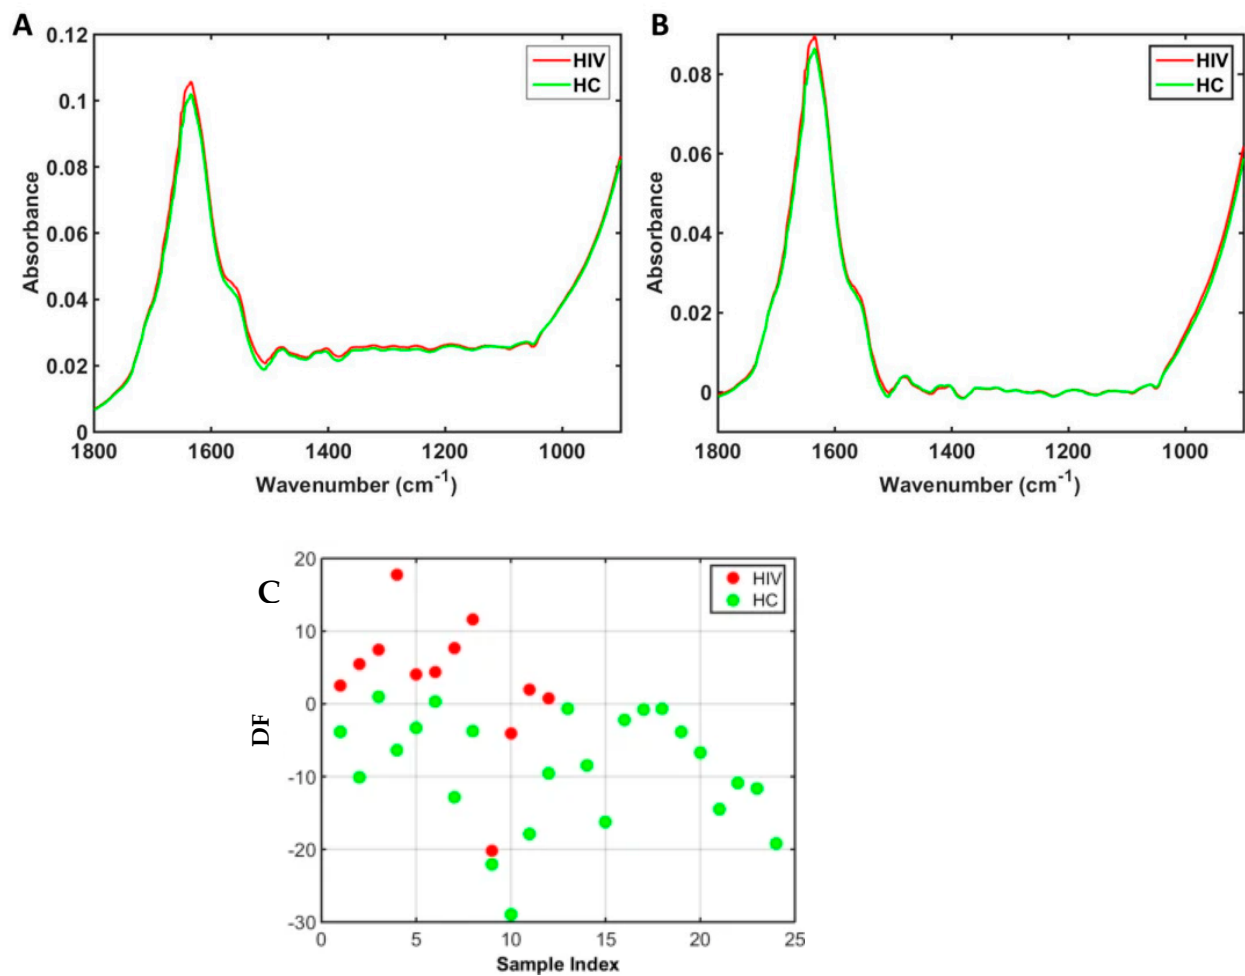 A
0.12
0.1
0.08
0.06
0.04
0.02
0
Absorbance
HIV
HC
1800 1600 1400 1200 1000
Wavenumber (cm-1)
B
0.08
0.06
0.04
0.02
0
Absorbance
HIV
HC
1800 1600 1400 1200 1000
Wavenumber (cm-1)
C
20
10
0
-10
-20
-30
DF
HIV
HC
0 5 10 15 20 25
Sample Index